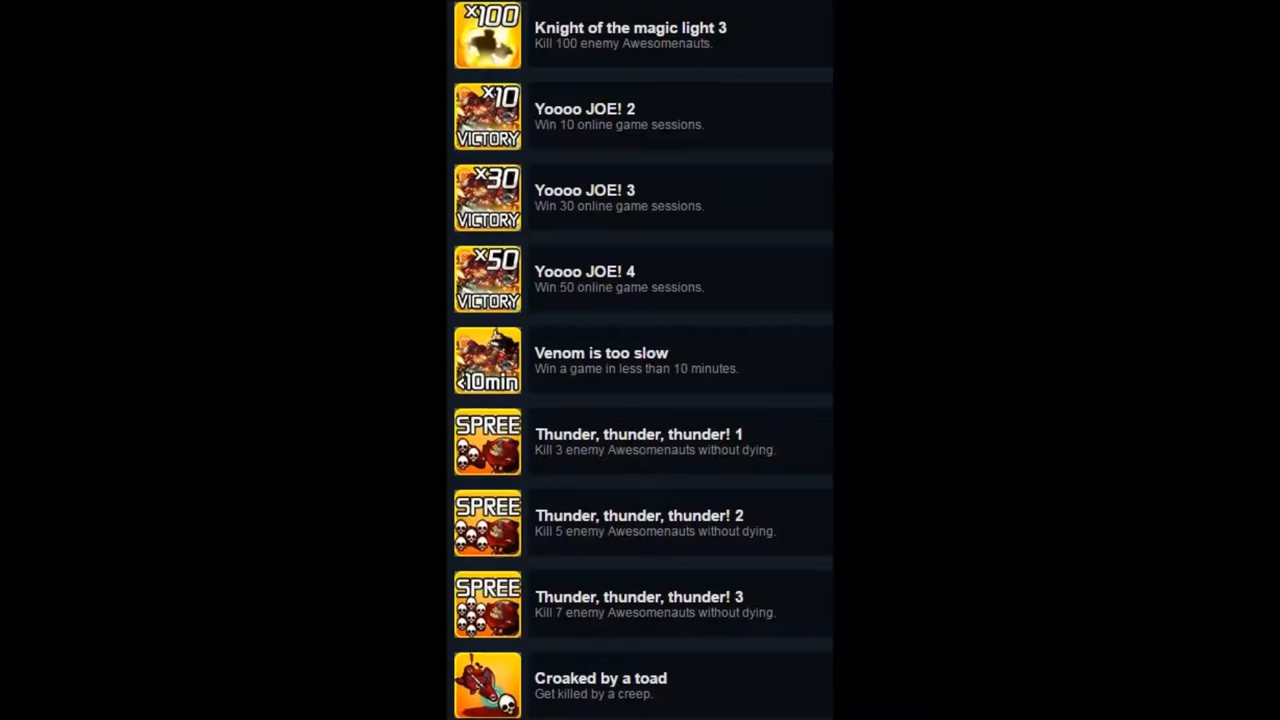 x100
Knight of the magic light 3
Kill 100 enemy Awesomenauts.
x10
VICTORY
Yoooo JOE! 2
Win 10 online game sessions.
x30
VICTORY
Yoooo JOE! 3
Win 30 online game sessions.
x50
VICTORY
Yoooo JOE! 4
Win 50 online game sessions.
<10min
Venom is too slow
Win a game in less than 10 minutes.
SPREE
Thunder, thunder, thunder! 1
Kill 3 enemy Awesomenauts without dying.
SPREE
Thunder, thunder, thunder! 2
Kill 5 enemy Awesomenauts without dying.
SPREE
Thunder, thunder, thunder! 3
Kill 7 enemy Awesomenauts without dying.
Croaked by a toad
Get killed by a creep.